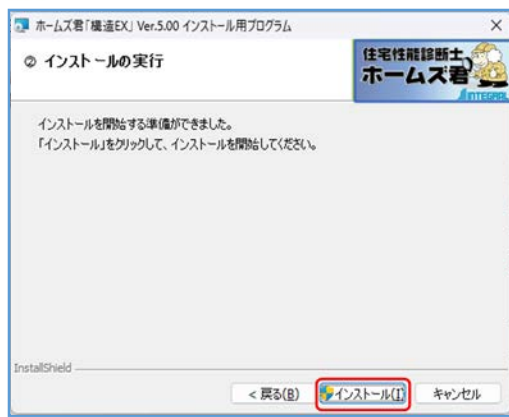 ホームズ君「構造EX」 Ver.5.00 インストール用プログラム
② インストールの実行
住宅性能診断士
ホームズ君
INTEGRAL
インストールを開始する準備ができました。
「インストール」をクリックして、インストールを開始してください。
InstallShield
< 戻る(B)
インストール(I)
キャンセル